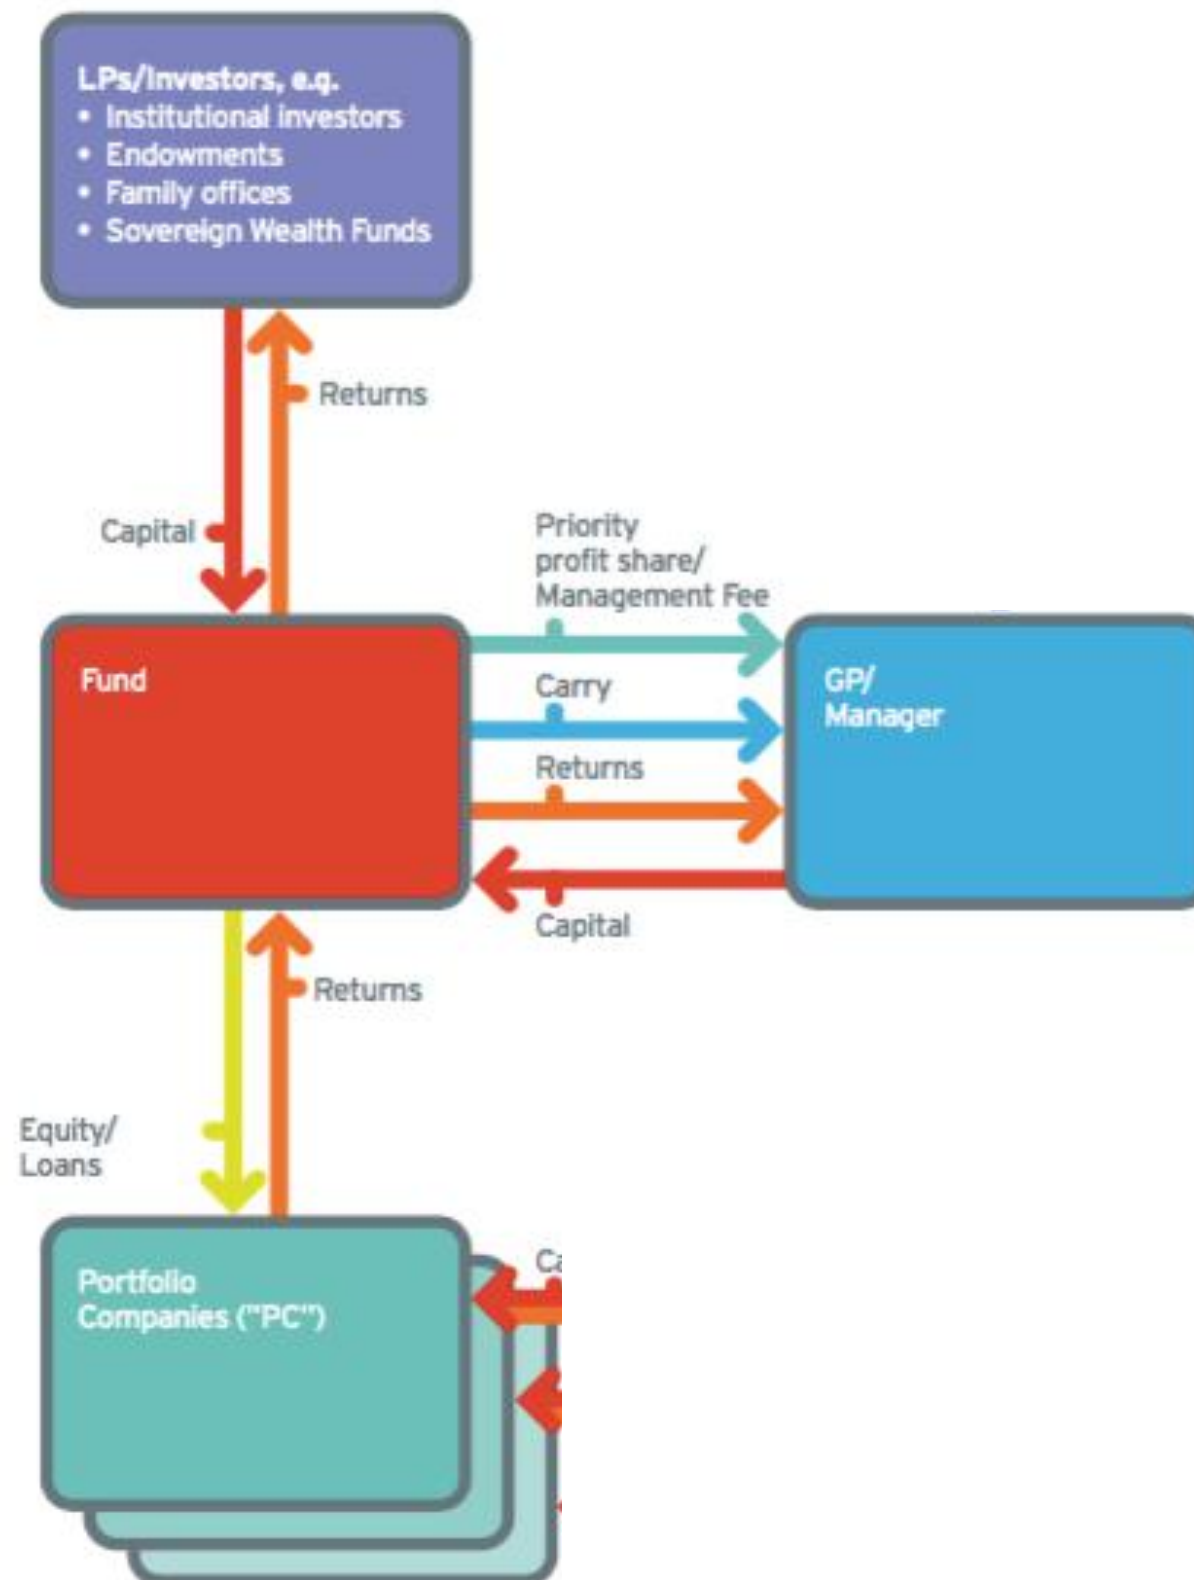 LPs/Investors, e.g.
• Institutional investors
• Endowments
• Family offices
• Sovereign Wealth Funds
Returns
Capital
Priority
profit share/
Management Fee
Fund
Carry
Returns
Capital
GP/
Manager
Returns
Equity/
Loans
Portfolio
Companies ("PC")